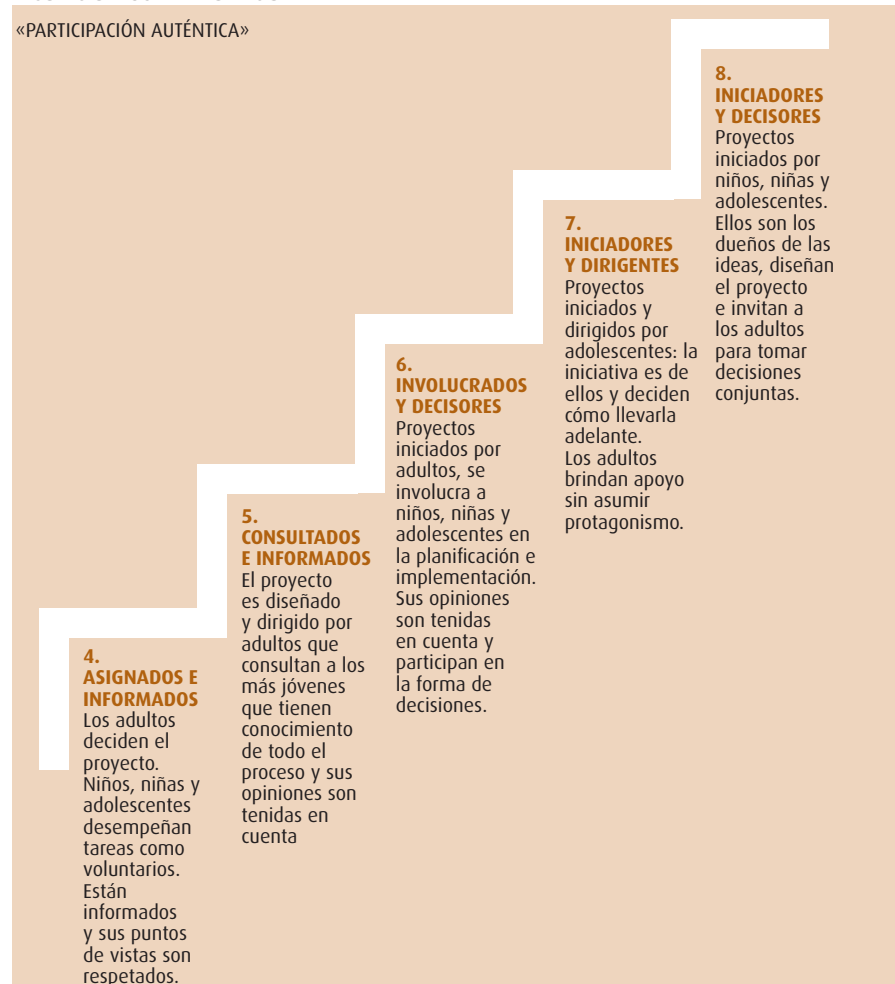 «PARTICIPACIÓN AUTÉNTICA»
8.
INICIADORES
Y DECISORES
Proyectos
iniciados por
niños, niñas y
adolescentes.
Ellos son los
dueños de las
ideas, diseñan
el proyecto
e invitan a
los adultos
para tomar
decisiones
conjuntas.
7.
INICIADORES
Y DIRIGENTES
Proyectos
iniciados y
dirigidos por
adolescentes: la
iniciativa es de
ellos y deciden
cómo llevarla
adelante.
Los adultos
brindan apoyo
sin asumir
protagonismo.
6.
INVOLUCRADOS
Y DECISORES
Proyectos
iniciados por
adultos, se
involucra a
niños, niñas y
adolescentes en
la planificación e
implementación.
Sus opiniones
son tenidas
en cuenta y
participan en
la forma de
decisiones.
5.
CONSULTADOS
E INFORMADOS
El proyecto
es diseñado
y dirigido por
adultos que
consultan a los
más jóvenes
que tienen
conocimiento
de todo el
proceso y sus
opiniones son
tenidas en
cuenta
4.
ASIGNADOS E
INFORMADOS
Los adultos
deciden el
proyecto.
Niños, niñas y
adolescentes
desempeñan
tareas como
voluntarios.
Están
informados
y sus puntos
de vistas son
respetados.